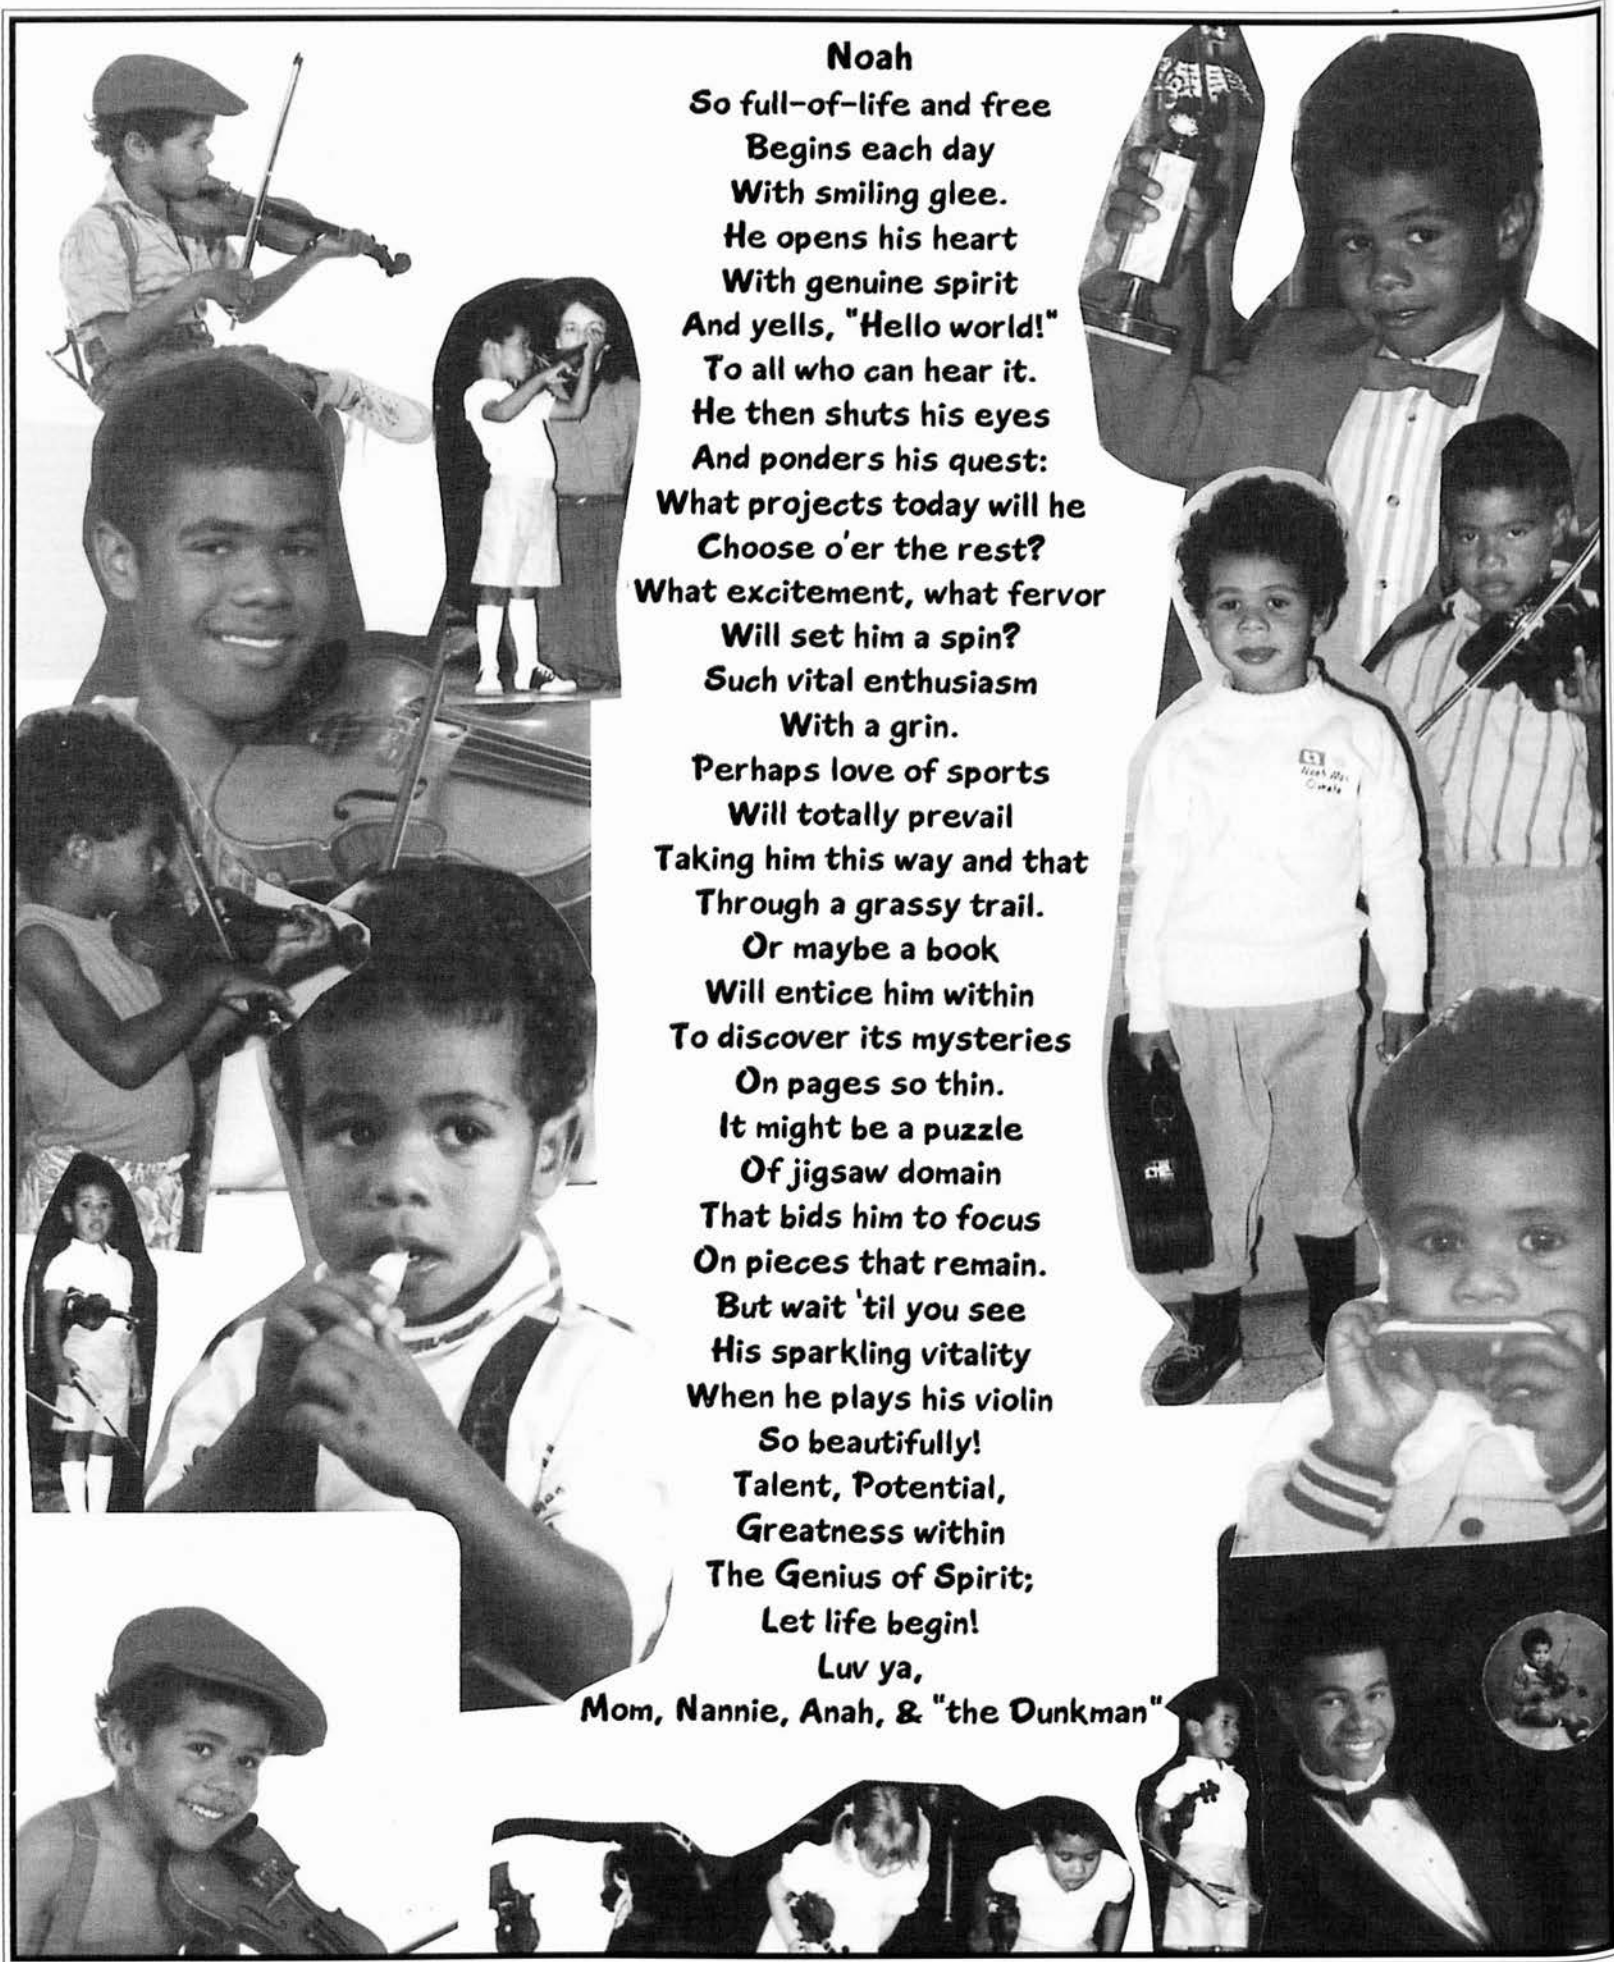 Noah
So full-of-life and free
Begins each day
With smiling glee.
He opens his heart
With genuine spirit
And yells, "Hello world!"
To all who can hear it.
He then shuts his eyes
And ponders his quest:
What projects today will he
Choose o'er the rest?
What excitement, what fervor
Will set him a spin?
Such vital enthusiasm
With a grin.
Perhaps love of sports
Will totally prevail
Taking him this way and that
Through a grassy trail.
Or maybe a book
Will entice him within
To discover its mysteries
On pages so thin.
It might be a puzzle
Of jigsaw domain
That bids him to focus
On pieces that remain.
But wait 'til you see
His sparkling vitality
When he plays his violin
So beautifully!
Talent, Potential,
Greatness within
The Genius of Spirit;
Let life begin!
Luv ya,
Mom, Nannie, Anah, & "the Dunkman"
Noah